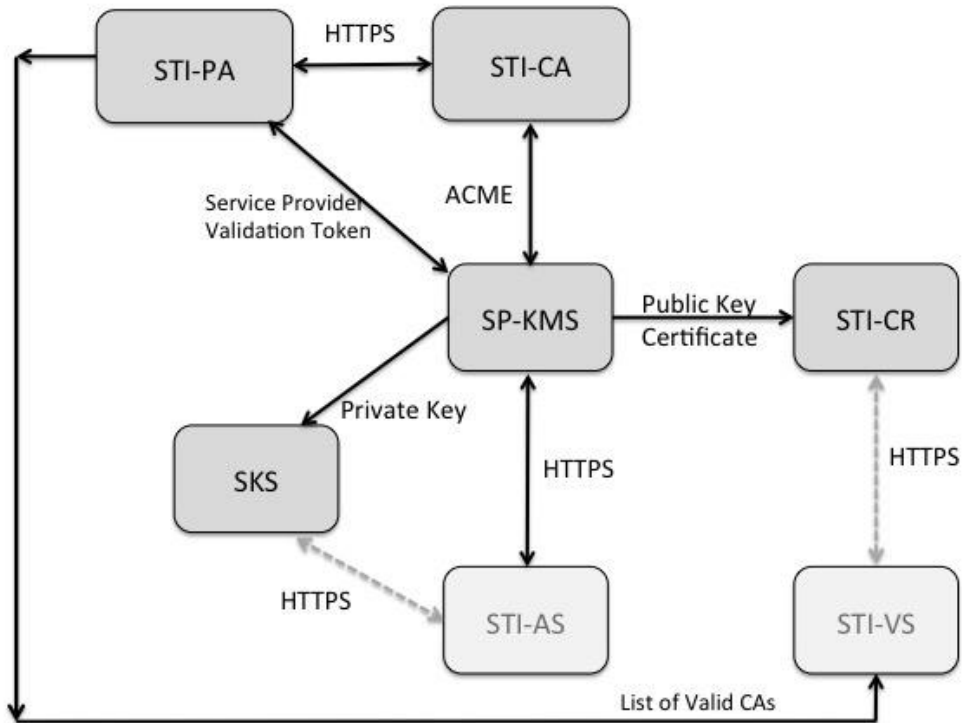 HTTPS
STI-PA
STI-CA
Service Provider
Validation Token
ACME
SP-KMS
Public Key
Certificate
STI-CR
Private Key
SKS
HTTPS
HTTPS
HTTPS
STI-AS
STI-VS
List of Valid CAs